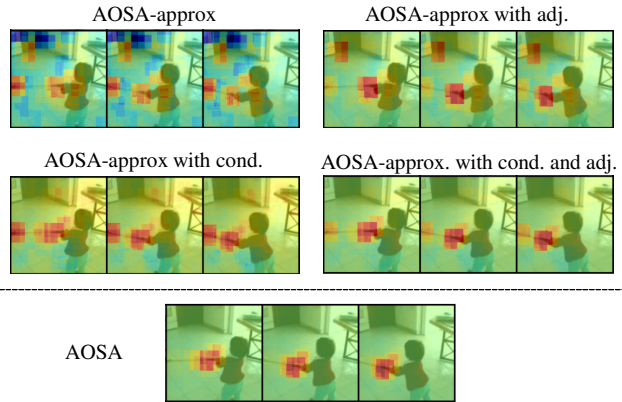 AOSA-approx
AOSA-approx with adj.
AOSA-approx with cond.
AOSA-approx. with cond. and adj.
AOSA